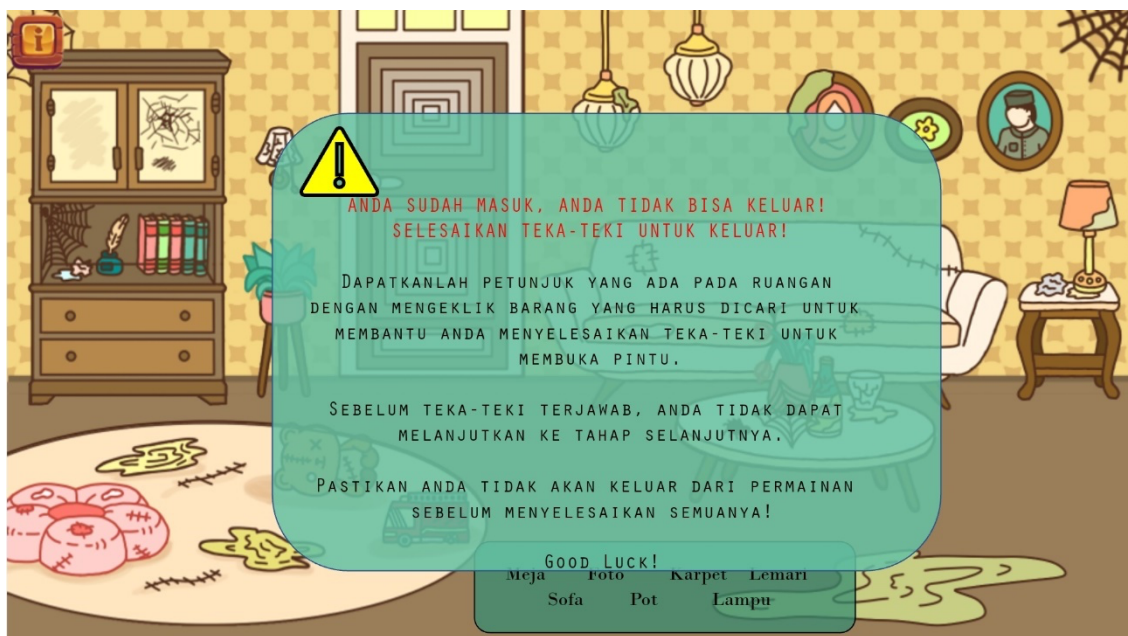 ANDA SUDAH MASUK, ANDA TIDAK BISA KELUAR!
SELESAIKAN TEKA-TEKI UNTUK KELUAR!
DAPATKANLAH PETUNJUK YANG ADA PADA RUANGAN
DENGAN MENGEKLIK BARANG YANG HARUS DICARI UNTUK
MEMBANTU ANDA MENYELESAIKAN TEKA-TEKI UNTUK
MEMBUKA PINTU.
SEBELUM TEKA-TEKI TERJAWAB, ANDA TIDAK DAPAT
MELANJUTKAN KE TAHAP SELANJUTNYA.
PASTIKAN ANDA TIDAK AKAN KELUAR DARI PERMAINAN
SEBELUM MENYELESAIKAN SEMUANYA!
GOOD LUCK!
Meja Foto Karpet Lemari
Sofa Pot Lampu